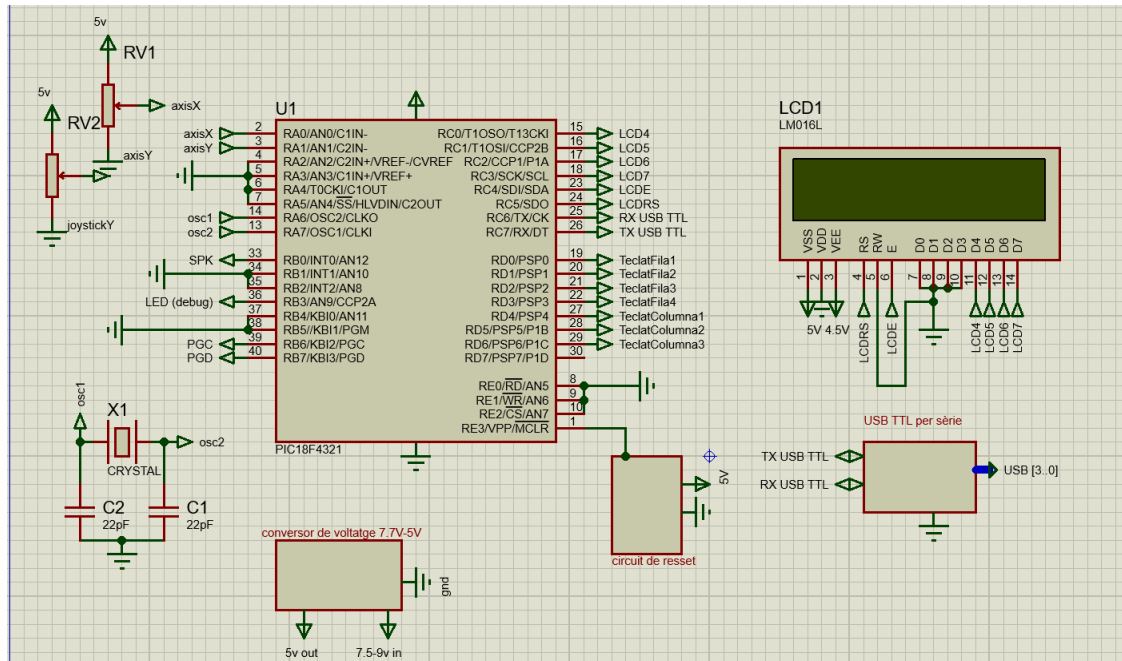 5v
RV1
axisX
5v
RV2
axisY
joystickY
U1
axisX 2 RA0/AN0/C1IN- RC0/T1OSO/T13CKI 15 LCD4
axisY 3 RA1/AN1/C2IN- RC1/T1OSI/CCP2B 16 LCD5
4 RA2/AN2/C2IN+/VREF-/CVREF RC2/CCP1/P1A 17 LCD6
5 RA3/AN3/C1IN+/VREF+ RC3/SCK/SCL 18 LCD7
6 RA4/T0CKI/C1OUT RC4/SDI/SDA 23 LCDE
7 RA5/AN4/SS/HLVDIN/C2OUT RC5/SDO 24 LCDRS
osc1 14 RA6/OSC2/CLKO RC6/TX/CK 25 RX USB TTL
osc2 13 RA7/OSC1/CLKI RC7/RX/DT 26 TX USB TTL
SPK 33 RB0/INT0/AN12 RD0/PSP0 19 TeclatFila1
34 RB1/INT1/AN10 RD1/PSP1 20 TeclatFila2
35 RB2/INT2/AN8 RD2/PSP2 21 TeclatFila3
LED (debug) 36 RB3/AN9/CCP2A RD3/PSP3 22 TeclatFila4
37 RB4/KBI0/AN11 RD4/PSP4 27 TeclatColumna1
38 RB5//KBI1/PGM RD5/PSP5/P1B 28 TeclatColumna2
PGC 39 RB6/KBI2/PGC RD6/PSP6/P1C 29 TeclatColumna3
PGD 40 RB7/KBI3/PGD RD7/PSP7/P1D 30
RE0/RD/AN5 8
RE1/WR/AN6 9
RE2/CS/AN7 10
RE3/VPP/MCLR 1
PIC18F4321
LCD1
LM016L
VSS VDD VEE RS RW E D0 D1 D2 D3 D4 D5 D6 D7
1 2 3 4 5 6 7 8 9 10 11 12 13 14
5V 4.5V
LCDRS
LCDE
LCD4
LCD5
LCD6
LCD7
osc1
X1
osc2
CRYSTAL
C2
22pF
C1
22pF
conversor de voltatge 7.7V-5V
gnd
5v out
7.5-9v in
5V
circuit de resset
USB TTL per sèrie
TX USB TTL
RX USB TTL
USB [3..0]